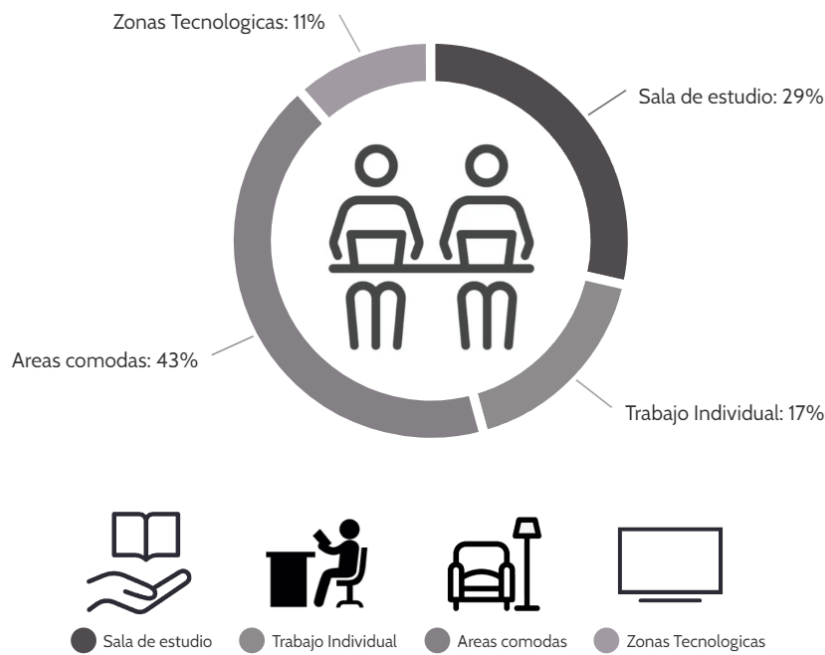 Zonas Tecnologicas: 11%
Sala de estudio: 29%
Areas comodas: 43%
Trabajo Individual: 17%
Sala de estudio
Trabajo Individual
Areas comodas
Zonas Tecnologicas